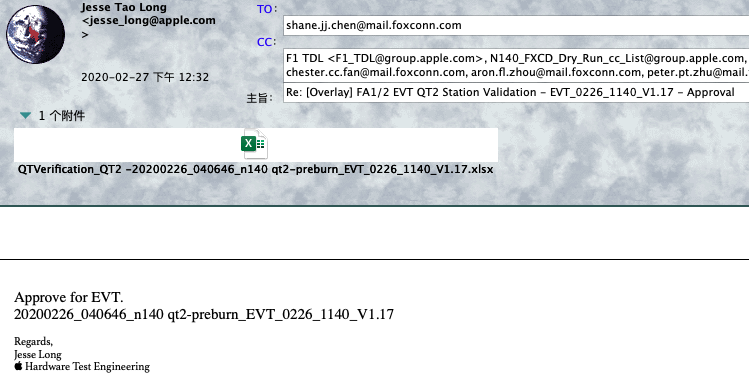 Jesse Tao Long
<jesse_long@apple.com
>
2020-02-27 下午 12:32
TO:
shane.jj.chen@mail.foxconn.com
CC:
F1 TDL <F1_TDL@group.apple.com>, N140_FXCD_Dry_Run_cc_List@group.apple.com,
chester.cc.fan@mail.foxconn.com, aron.fl.zhou@mail.foxconn.com, peter.pt.zhu@mail.
主旨:
Re: [Overlay] FA1/2 EVT QT2 Station Validation - EVT_0226_1140_V1.17 - Approval
1 个附件
QTVerification_QT2 -20200226_040646_n140 qt2-preburn_EVT_0226_1140_V1.17.xlsx
Approve for EVT.
20200226_040646_n140 qt2-preburn_EVT_0226_1140_V1.17
Regards,
Jesse Long
Hardware Test Engineering